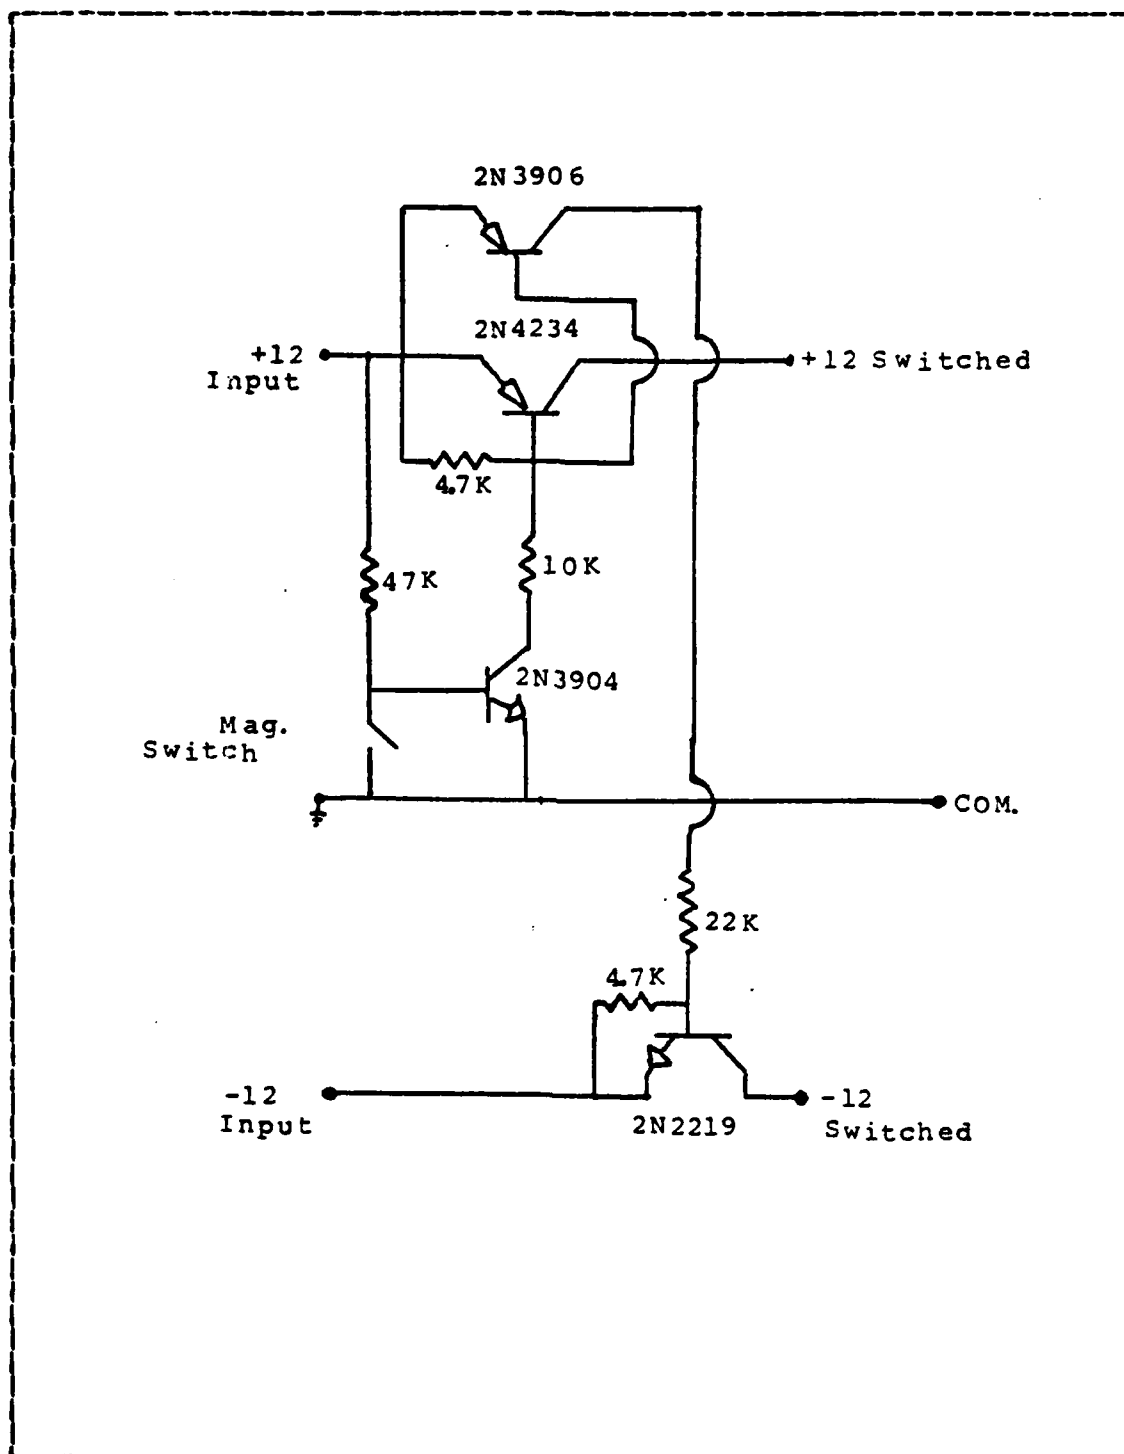 2N3906
2N4234
+12
Input
+12 Switched
4.7K
10K
47K
2N3904
Mag.
Switch
COM.
22K
4.7K
-12
Input
2N2219
-12
Switched